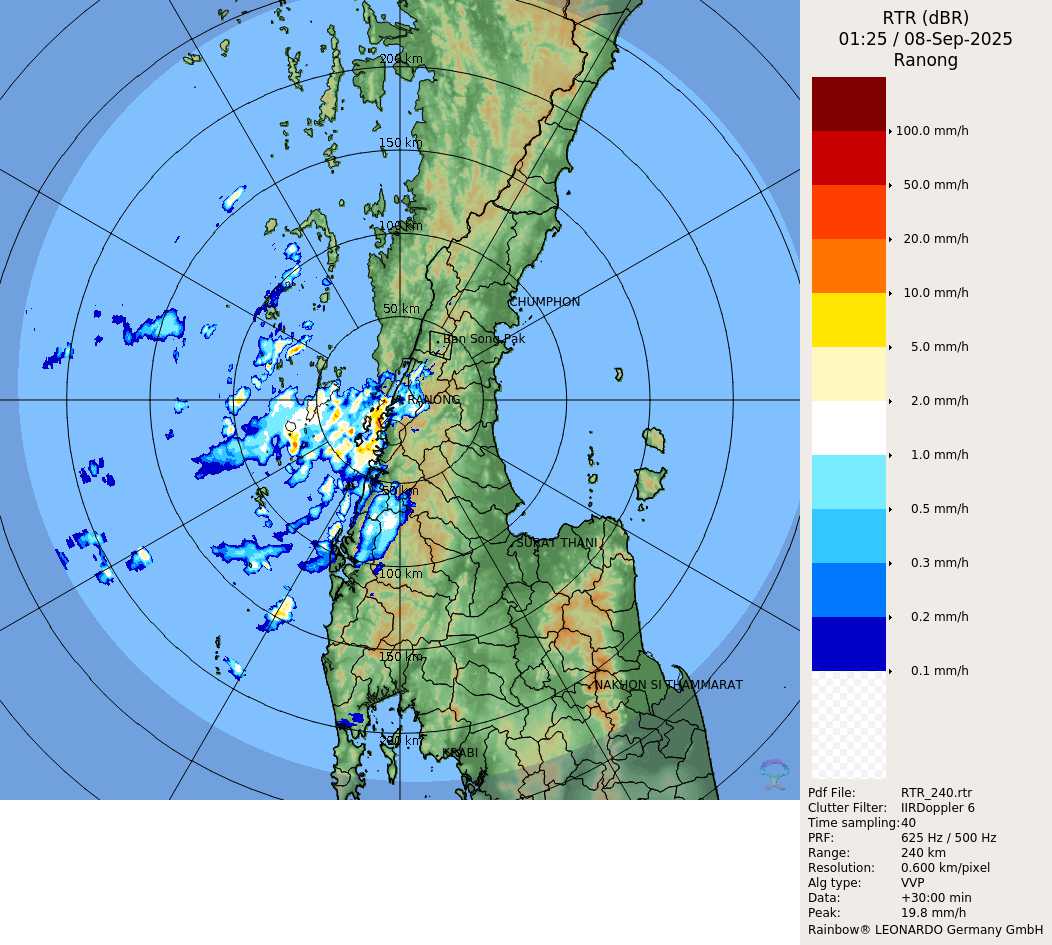 RTR (dBR)
01:25 / 08-Sep-2025
Ranong
200 km
150 km
100 km
50 km
CHUMPHON
Ban Song Pak
RANONG
50 km
SURAT THANI
100 km
150 km
NAKHON SI THAMMARAT
200 km
KRABI
100.0 mm/h
50.0 mm/h
20.0 mm/h
10.0 mm/h
5.0 mm/h
2.0 mm/h
1.0 mm/h
0.5 mm/h
0.3 mm/h
0.2 mm/h
0.1 mm/h
Pdf File: RTR_240.rtr
Clutter Filter: IIRDoppler 6
Time sampling:40
PRF: 625 Hz / 500 Hz
Range: 240 km
Resolution: 0.600 km/pixel
Alg type: VVP
Data: +30:00 min
Peak: 19.8 mm/h
Rainbow® LEONARDO Germany GmbH